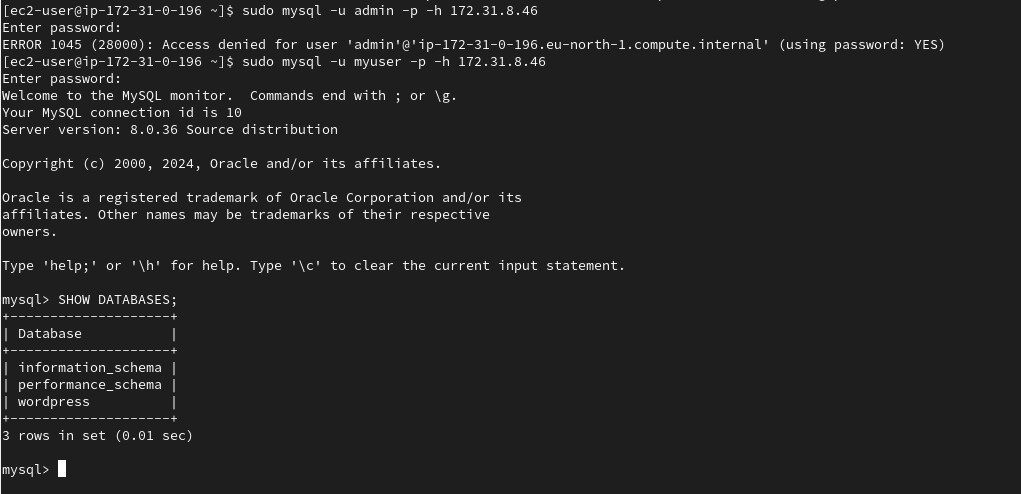 [ec2-user@ip-172-31-0-196 ~]$ sudo mysql -u admin -p -h 172.31.8.46
Enter password:
ERROR 1045 (28000): Access denied for user 'admin'@'ip-172-31-0-196.eu-north-1.compute.internal' (using password: YES)
[ec2-user@ip-172-31-0-196 ~]$ sudo mysql -u myuser -p -h 172.31.8.46
Enter password:
Welcome to the MySQL monitor.  Commands end with ; or \g.
Your MySQL connection id is 10
Server version: 8.0.36 Source distribution

Copyright (c) 2000, 2024, Oracle and/or its affiliates.

Oracle is a registered trademark of Oracle Corporation and/or its
affiliates. Other names may be trademarks of their respective
owners.

Type 'help;' or '\h' for help. Type '\c' to clear the current input statement.

mysql> SHOW DATABASES;
+--------------------+
| Database           |
+--------------------+
| information_schema |
| performance_schema |
| wordpress          |
+--------------------+
3 rows in set (0.01 sec)

mysql>